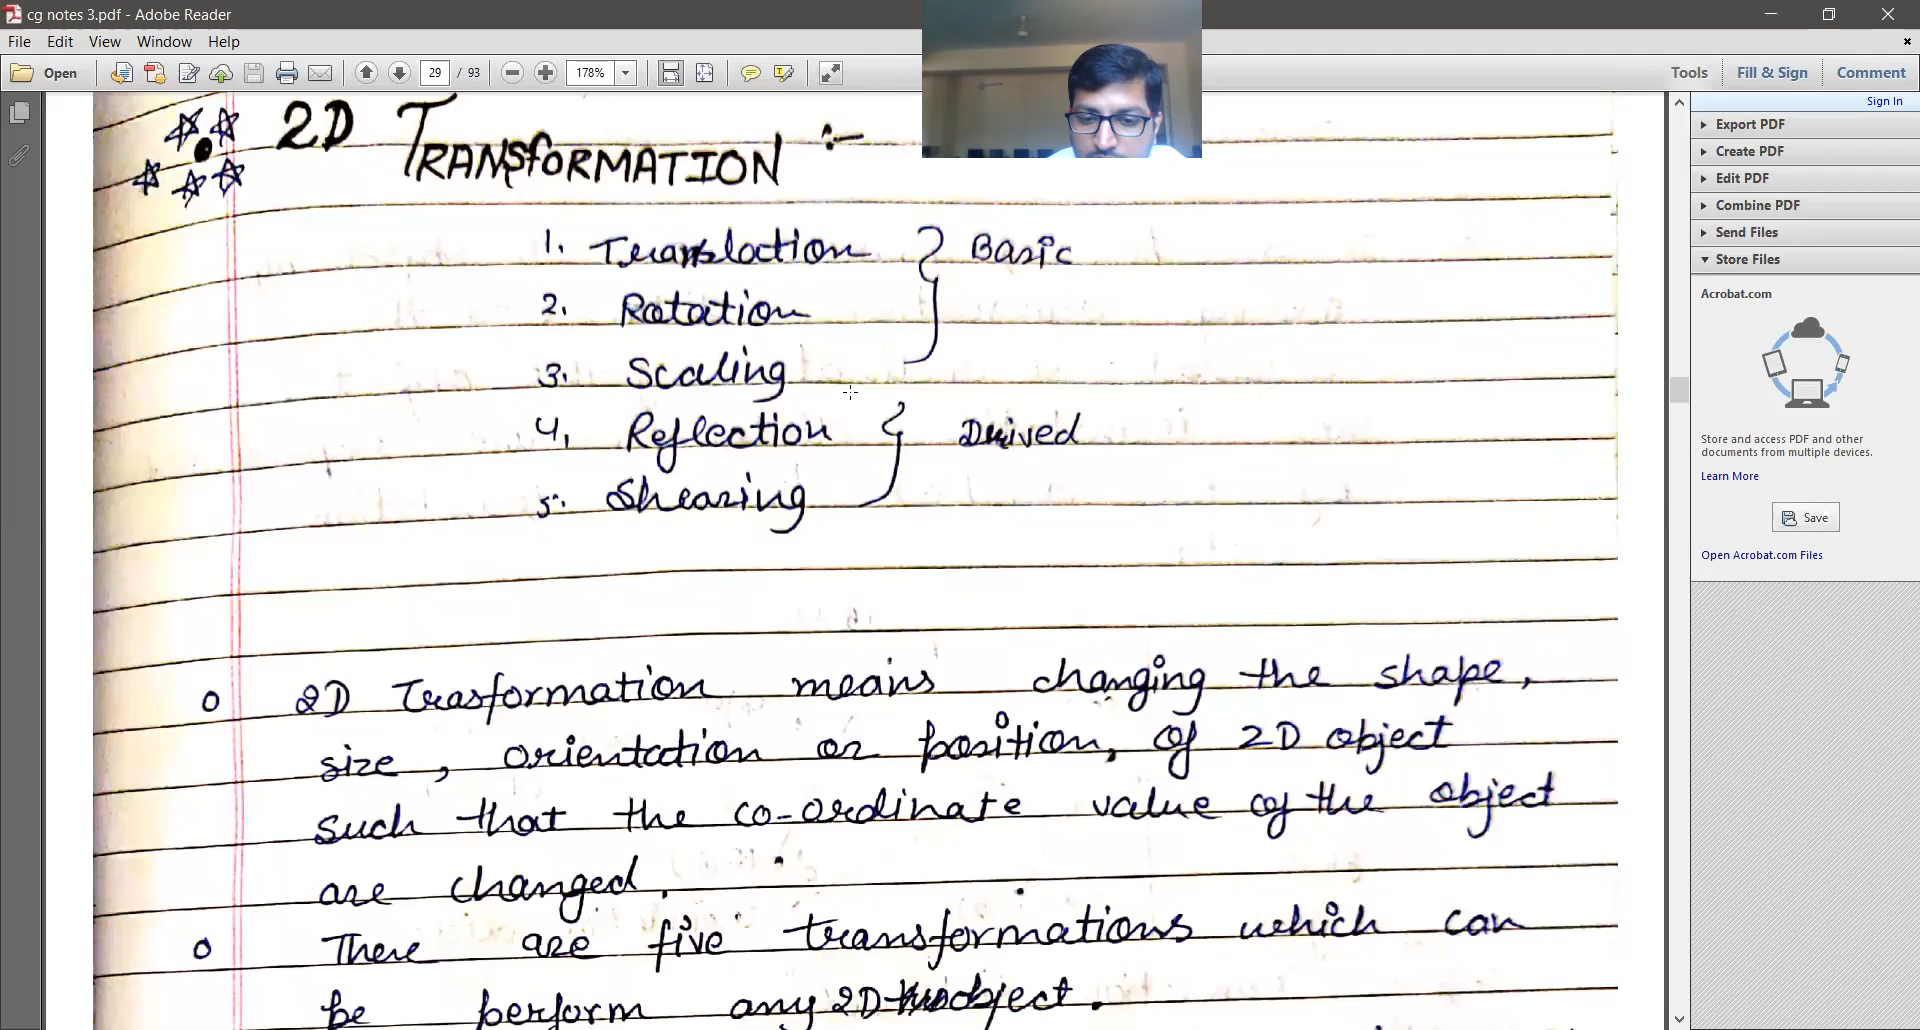 cg notes 3.pdf - Adobe Reader
File Edit View Window Help
Open 29 / 93 178% Tools Fill & Sign Comment
Sign In
Export PDF
Create PDF
Edit PDF
Combine PDF
Send Files
Store Files
Acrobat.com
Store and access PDF and other
documents from multiple devices.
Learn More
Save
Open Acrobat.com Files
2D TRANSFORMATION :-
1. Translation } Basic
2. Rotation
3. Scaling
4. Reflection } Derived
5. Shearing
2D Trasformation means changing the shape,
size, orientation or position, of 2D object
such that the co-ordinate value of the object
are changed.
There are five transformations which can
be perform any 2D object.